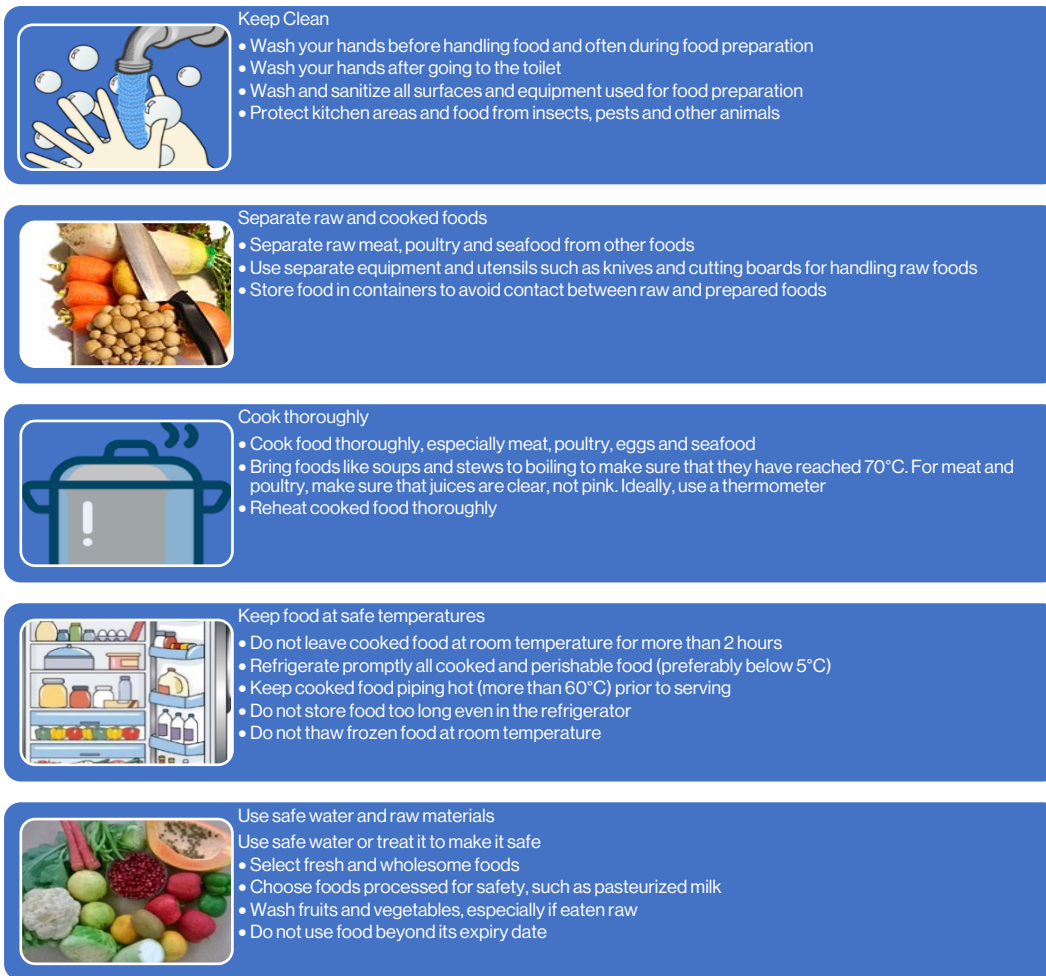 Keep Clean
• Wash your hands before handling food and often during food preparation
• Wash your hands after going to the toilet
• Wash and sanitize all surfaces and equipment used for food preparation
• Protect kitchen areas and food from insects, pests and other animals
Separate raw and cooked foods
• Separate raw meat, poultry and seafood from other foods
• Use separate equipment and utensils such as knives and cutting boards for handling raw foods
• Store food in containers to avoid contact between raw and prepared foods
Cook thoroughly
• Cook food thoroughly, especially meat, poultry, eggs and seafood
• Bring foods like soups and stews to boiling to make sure that they have reached 70°C. For meat and
poultry, make sure that juices are clear, not pink. Ideally, use a thermometer
• Reheat cooked food thoroughly
Keep food at safe temperatures
• Do not leave cooked food at room temperature for more than 2 hours
• Refrigerate promptly all cooked and perishable food (preferably below 5°C)
• Keep cooked food piping hot (more than 60°C) prior to serving
• Do not store food too long even in the refrigerator
• Do not thaw frozen food at room temperature
Use safe water and raw materials
Use safe water or treat it to make it safe
• Select fresh and wholesome foods
• Choose foods processed for safety, such as pasteurized milk
• Wash fruits and vegetables, especially if eaten raw
• Do not use food beyond its expiry date